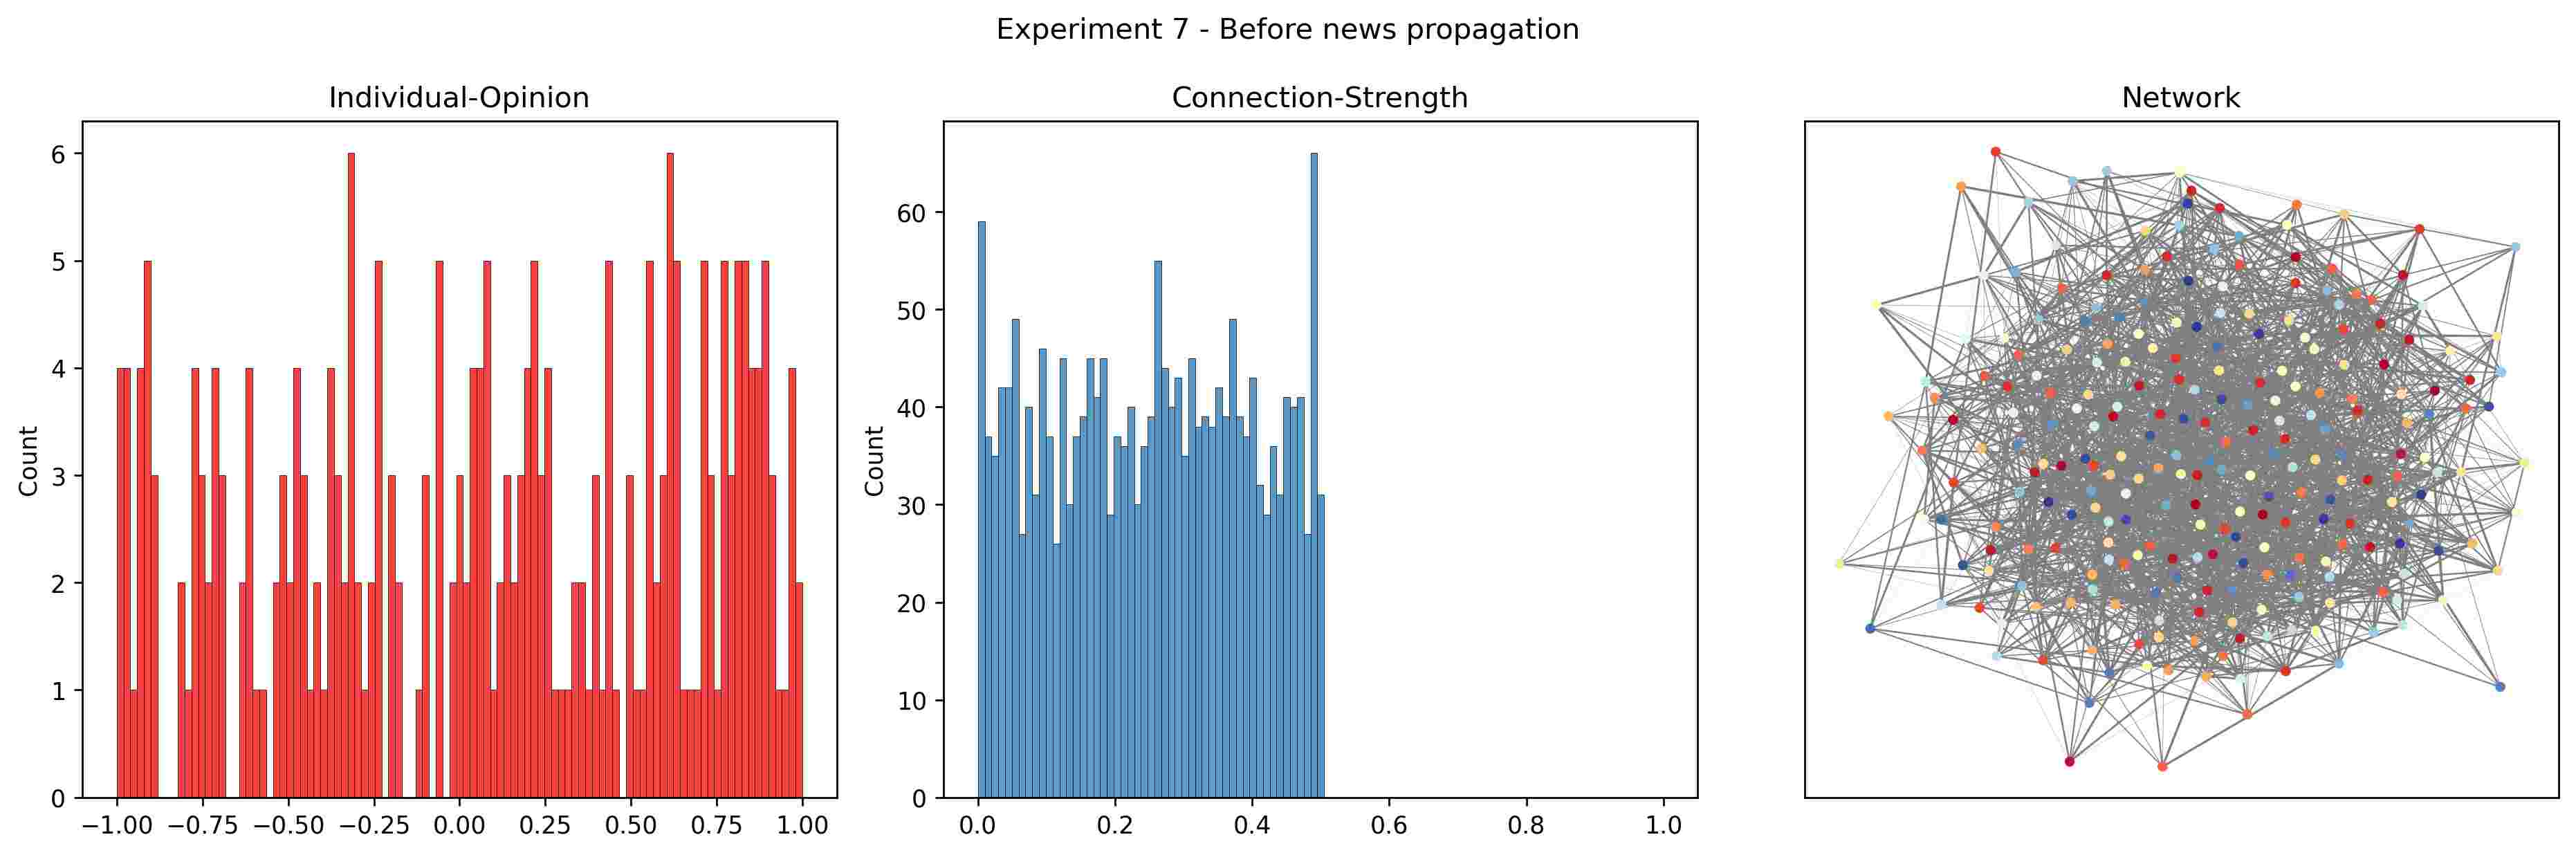 Experiment 7 - Before news propagation
Individual-Opinion
Count
6
5
4
3
2
1
0
−1.00 −0.75 −0.50 −0.25 0.00 0.25 0.50 0.75 1.00
Connection-Strength
Count
60
50
40
30
20
10
0
0.0 0.2 0.4 0.6 0.8 1.0
Network